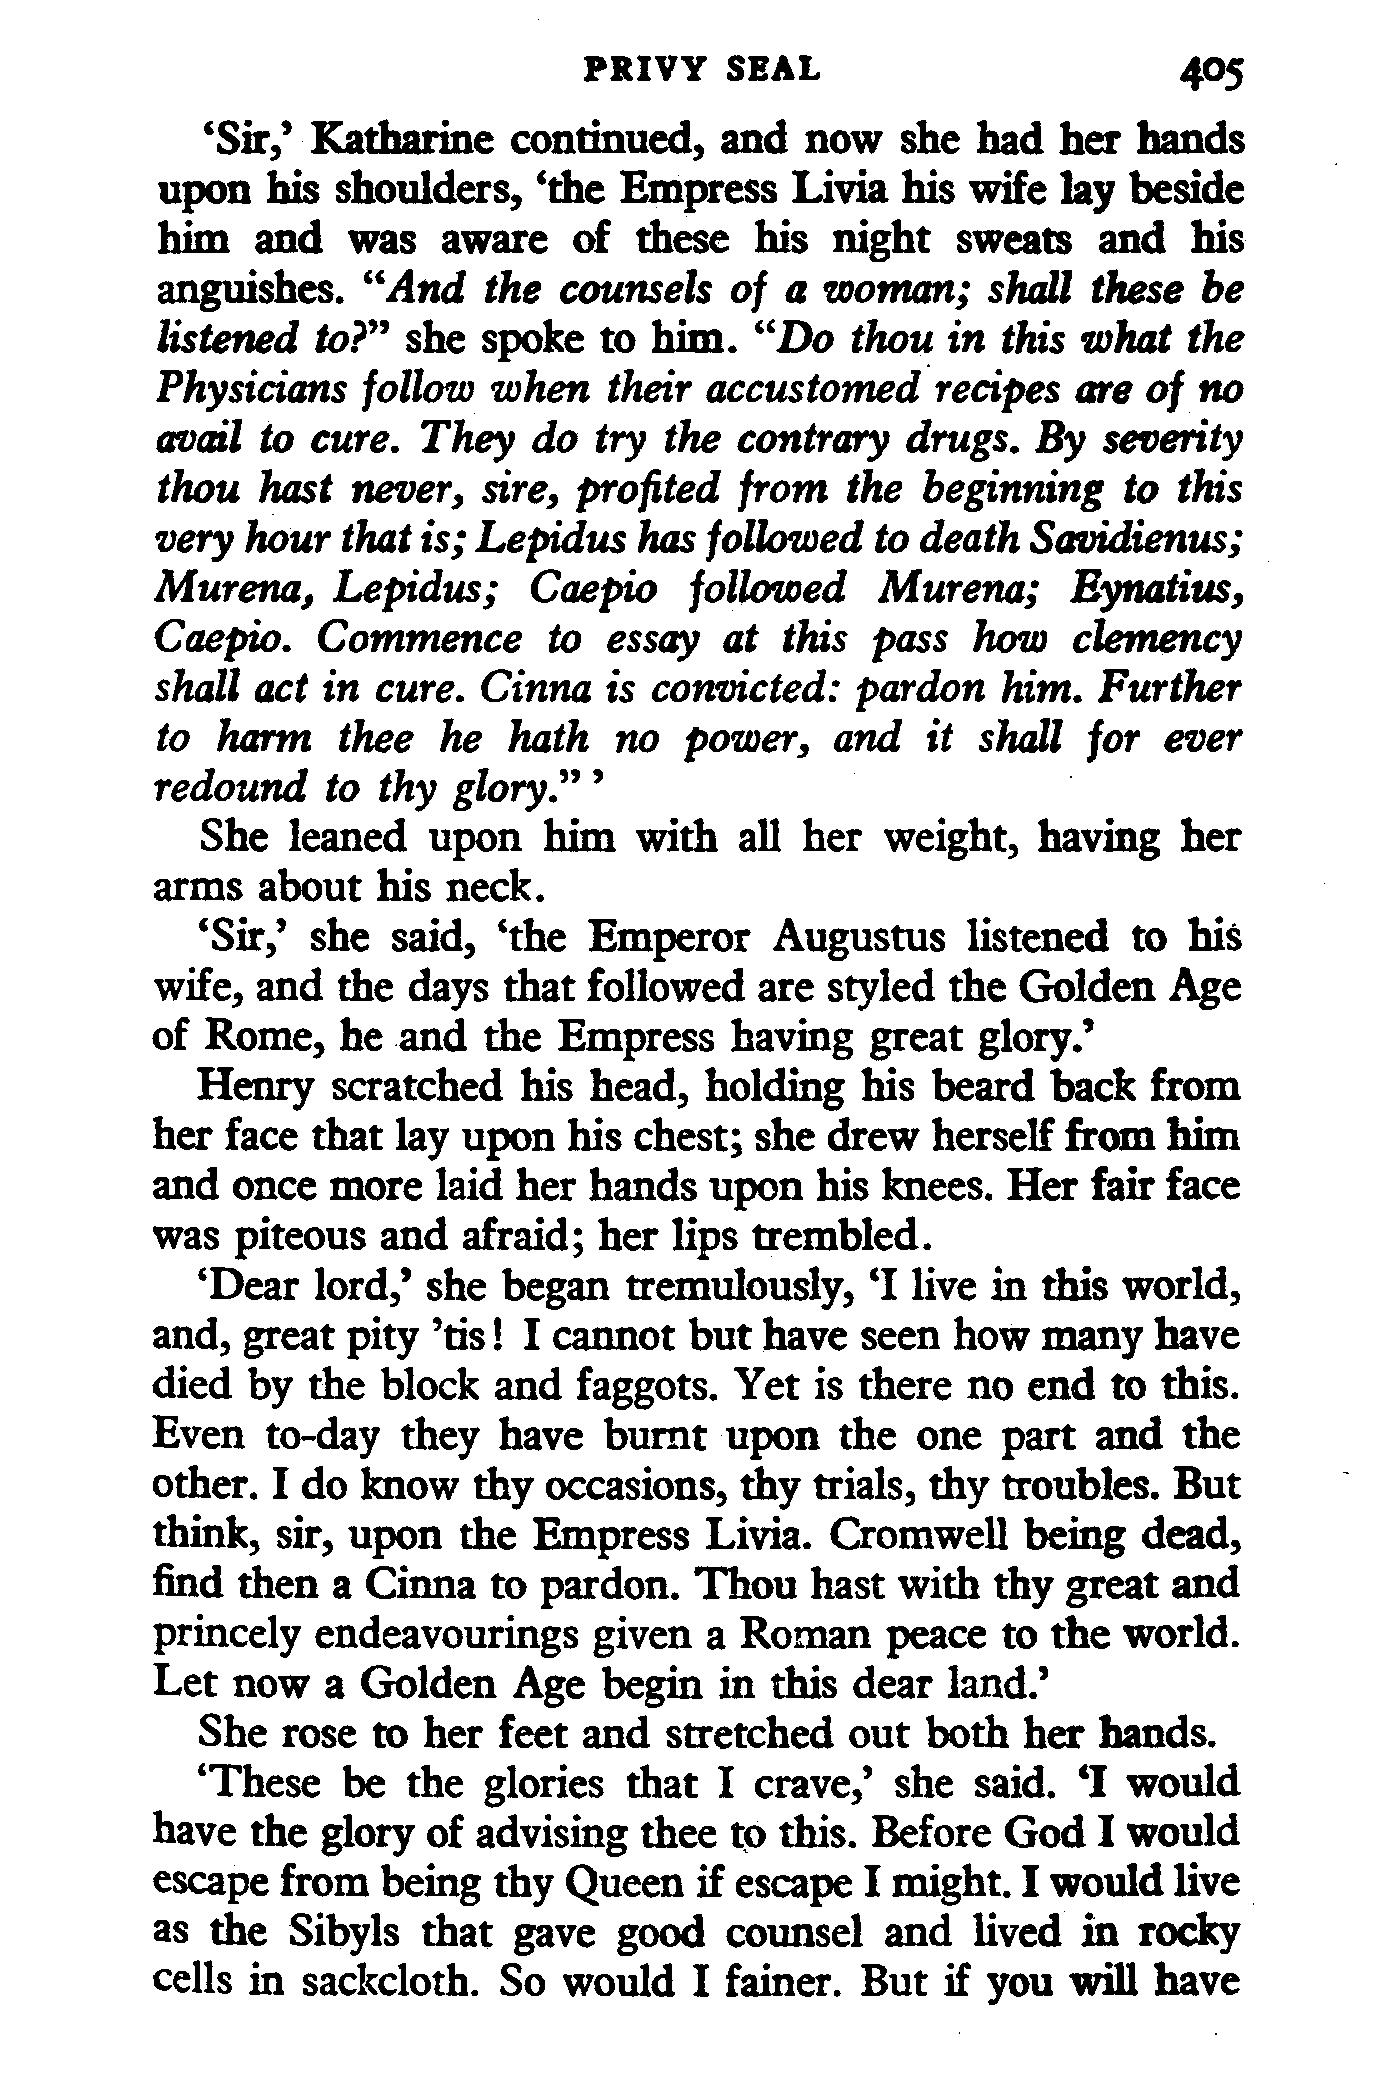 PRIVY SEAL 405
‘Sir,’ Katharine continued, and now she had her hands
upon his shoulders, ‘the Empress Livia his wife lay beside
him and was aware of these his night sweats and his
anguishes. “And the counsels of a woman; shall these be
listened to?” she spoke to him. “Do thou in this what the
Physicians follow when their accustomed recipes are of no
avail to cure. They do try the contrary drugs. By severity
thou hast never, sire, profited from the beginning to this
very hour that is; Lepidus has followed to death Savidienus;
Murena, Lepidus; Caepio followed Murena; Eynatius,
Caepio. Commence to essay at this pass how clemency
shall act in cure. Cinna is convicted: pardon him. Further
to harm thee he hath no power, and it shall for ever
redound to thy glory.” ’
She leaned upon him with all her weight, having her
arms about his neck.
‘Sir,’ she said, ‘the Emperor Augustus listened to his
wife, and the days that followed are styled the Golden Age
of Rome, he and the Empress having great glory.’
Henry scratched his head, holding his beard back from
her face that lay upon his chest; she drew herself from him
and once more laid her hands upon his knees. Her fair face
was piteous and afraid; her lips trembled.
‘Dear lord,’ she began tremulously, ‘I live in this world,
and, great pity ’tis! I cannot but have seen how many have
died by the block and faggots. Yet is there no end to this.
Even to-day they have burnt upon the one part and the
other. I do know thy occasions, thy trials, thy troubles. But
think, sir, upon the Empress Livia. Cromwell being dead,
find then a Cinna to pardon. Thou hast with thy great and
princely endeavourings given a Roman peace to the world.
Let now a Golden Age begin in this dear land.’
She rose to her feet and stretched out both her hands.
‘These be the glories that I crave,’ she said. ‘I would
have the glory of advising thee to this. Before God I would
escape from being thy Queen if escape I might. I would live
as the Sibyls that gave good counsel and lived in rocky
cells in sackcloth. So would I fainer. But if you will have